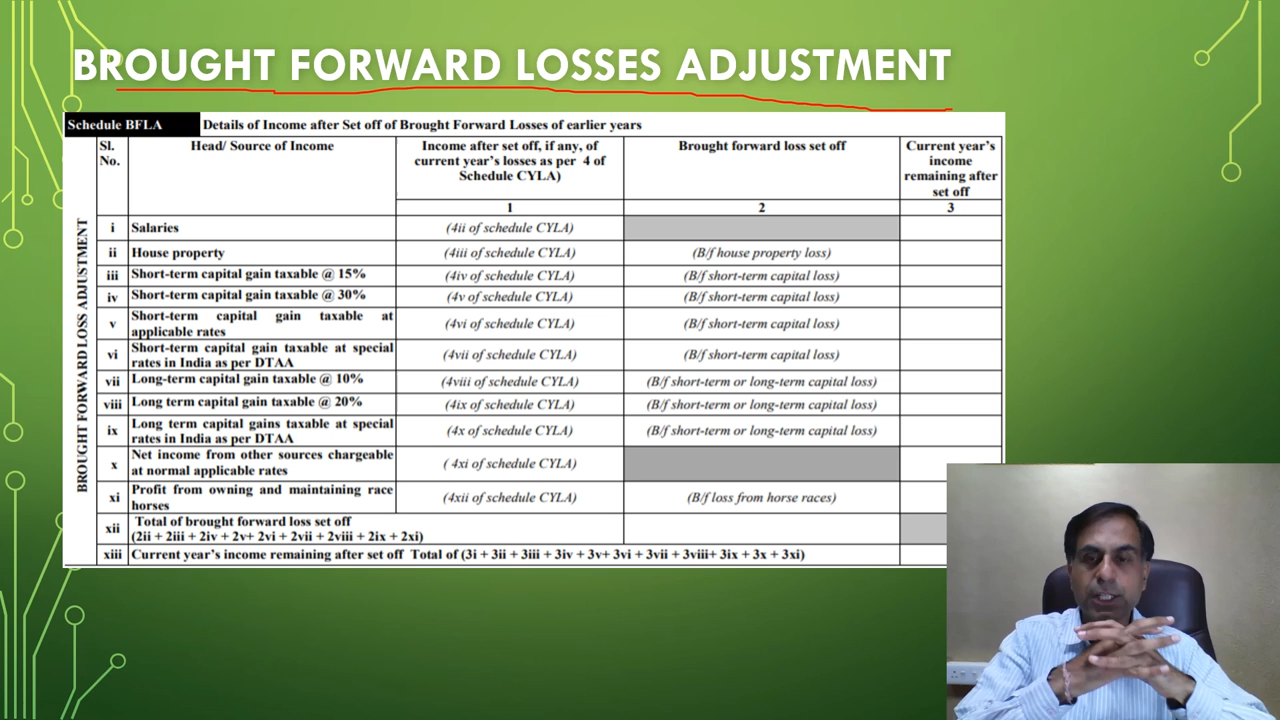 BROUGHT FORWARD LOSSES ADJUSTMENT
Schedule BFLA Details of Income after Set off of Brought Forward Losses of earlier years
BROUGHT FORWARD LOSS ADJUSTMENT
Sl. No. Head/ Source of Income Income after set off, if any, of current year's losses as per 4 of Schedule CYLA) Brought forward loss set off Current year's income remaining after set off
1 2 3
i Salaries (4ii of schedule CYLA)
ii House property (4iii of schedule CYLA) (B/f house property loss)
iii Short-term capital gain taxable @ 15% (4iv of schedule CYLA) (B/f short-term capital loss)
iv Short-term capital gain taxable @ 30% (4v of schedule CYLA) (B/f short-term capital loss)
v Short-term capital gain taxable at applicable rates (4vi of schedule CYLA) (B/f short-term capital loss)
vi Short-term capital gain taxable at special rates in India as per DTAA (4vii of schedule CYLA) (B/f short-term capital loss)
vii Long-term capital gain taxable @ 10% (4viii of schedule CYLA) (B/f short-term or long-term capital loss)
viii Long term capital gain taxable @ 20% (4ix of schedule CYLA) (B/f short-term or long-term capital loss)
ix Long term capital gains taxable at special rates in India as per DTAA (4x of schedule CYLA) (B/f short-term or long-term capital loss)
x Net income from other sources chargeable at normal applicable rates ( 4xi of schedule CYLA)
xi Profit from owning and maintaining race horses (4xii of schedule CYLA) (B/f loss from horse races)
xii Total of brought forward loss set off
(2ii + 2iii + 2iv + 2v+ 2vi + 2vii + 2viii + 2ix + 2xi)
xiii Current year's income remaining after set off Total of (3i + 3ii + 3iii + 3iv + 3v+ 3vi + 3vii + 3viii+ 3ix + 3x + 3xi)